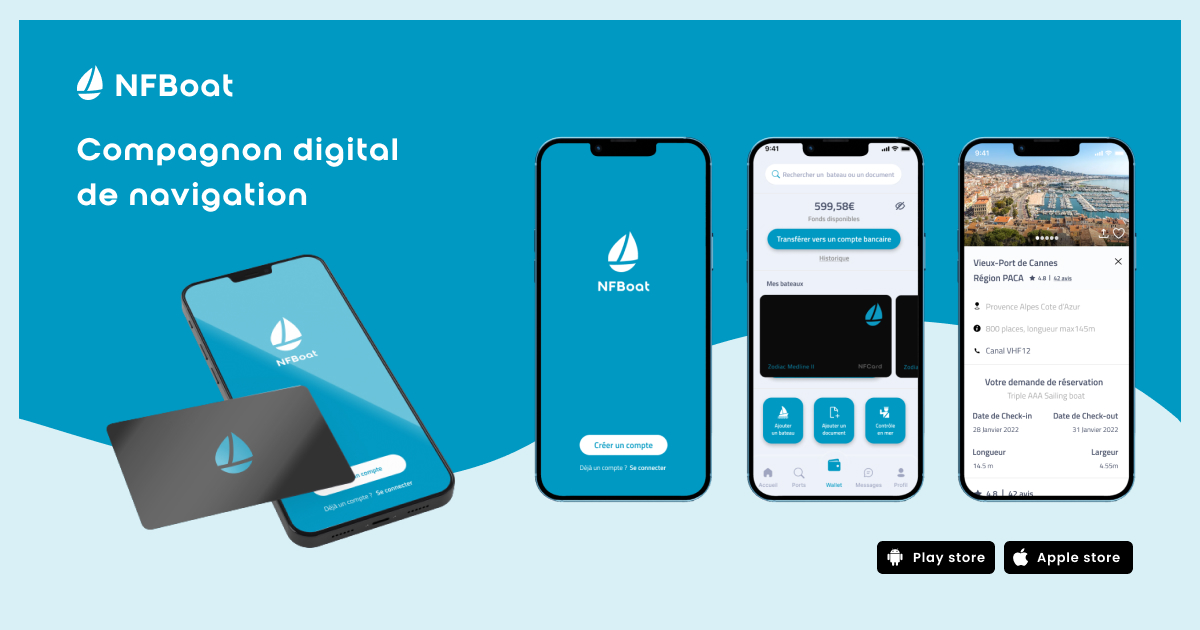 NFBoat
Compagnon digital
de navigation
NFBoat
compte
Déjà un compte ? Se connecter
NFBoat
Créer un compte
Déjà un compte ? Se connecter
9:41
Rechercher un bateau ou un document
599,58€
Fonds disponibles
Transférer vers un compte bancaire
Historique
Mes bateaux
Zodiac Medline II
NFCard
Zodia
Ajouter
un bateau
Ajouter un
document
Contrôle
en mer
Accueil
Ports
Wallet
Messages
Profil
9:41
Vieux-Port de Cannes
Région PACA ★ 4.8 | 42 avis
Provence Alpes Cote d'Azur
800 places, longueur max145m
Canal VHF12
Votre demande de réservation
Triple AAA Sailing boat
Date de Check-in
Date de Check-out
28 Janvier 2022
31 Janvier 2022
Longueur
Largeur
14.5 m
4.55m
★ 4.8 | 42 avis
Play store
Apple store